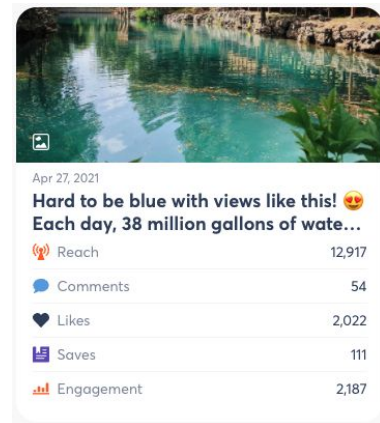 Apr 27, 2021
Hard to be blue with views like this! 😍
Each day, 38 million gallons of wate…
Reach 12,917
Comments 54
Likes 2,022
Saves 111
Engagement 2,187